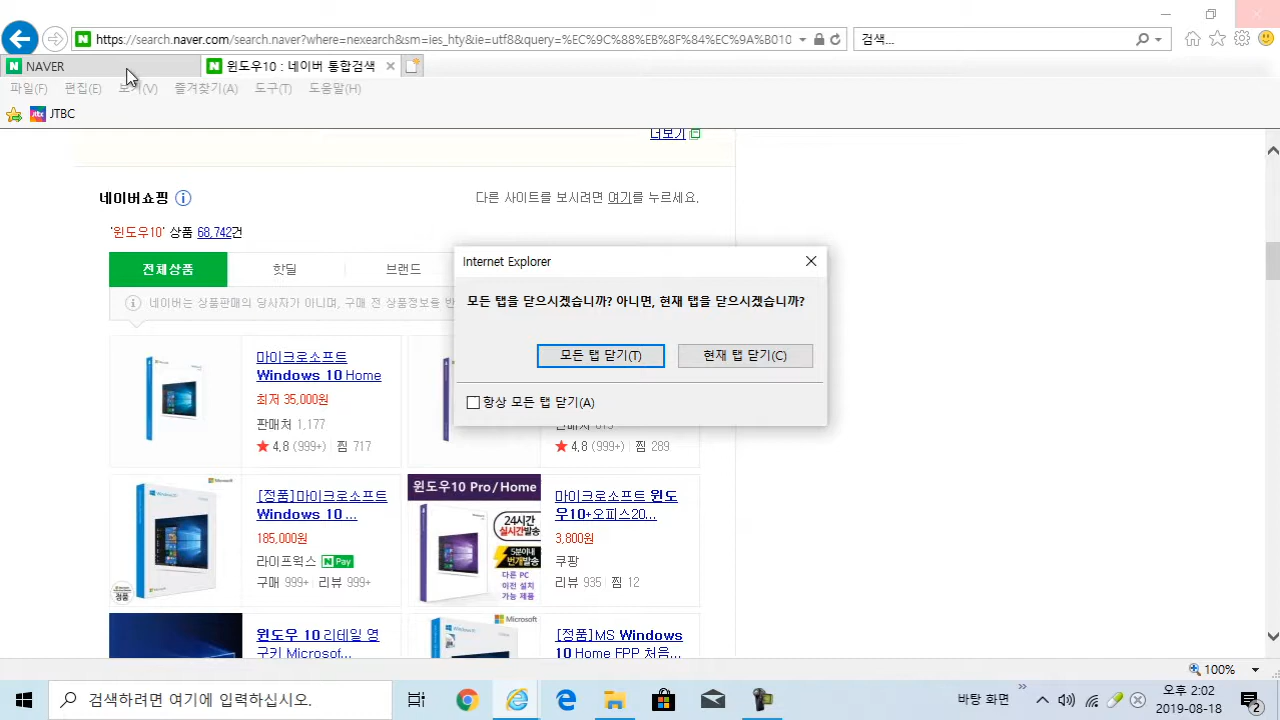 https://search.naver.com/search.naver?where=nexearch&sm=ies_hty&ie=utf8&query=%EC%9C%88%EB%8F%84%EC%9A%B010
검색...
NAVER
윈도우10 : 네이버 통합검색
파일(F) 편집(E) 보기(V) 즐겨찾기(A) 도구(T) 도움말(H)
JTBC
더보기
네이버쇼핑
다른 사이트를 보시려면 여기를 누르세요.
'윈도우10' 상품 68,742건
전체상품 핫딜 브랜드
네이버는 상품판매의 당사자가 아니며, 구매 전 상품정보를
Internet Explorer
모든 탭을 닫으시겠습니까? 아니면, 현재 탭을 닫으시겠습니까?
모든 탭 닫기(T) 현재 탭 닫기(C)
항상 모든 탭 닫기(A)
마이크로소프트
Windows 10 Home
최저 35,000원
판매처 1,177
4,8 (999+) 찜 717
4,8 (999+) 찜 289
[정품]마이크로소프트
Windows 10 ...
185,000원
라이프웍스 N Pay
구매 999+ 리뷰 999+
Microsoft
정품
윈도우10 Pro/Home
24시간
실시간발송
5분이내
번개발송
다른 PC
이전 설치
가능 제품
마이크로소프트 윈도
우10+오피스20...
3,800원
쿠팡
리뷰 935 찜 12
윈도우 10 리테일 영
구키 Microsof...
Microsoft
[정품]MS Windows
10 Home FPP 처음...
100%
검색하려면 여기에 입력하십시오.
바탕 화면
오후 2:02
2019-08-18
2